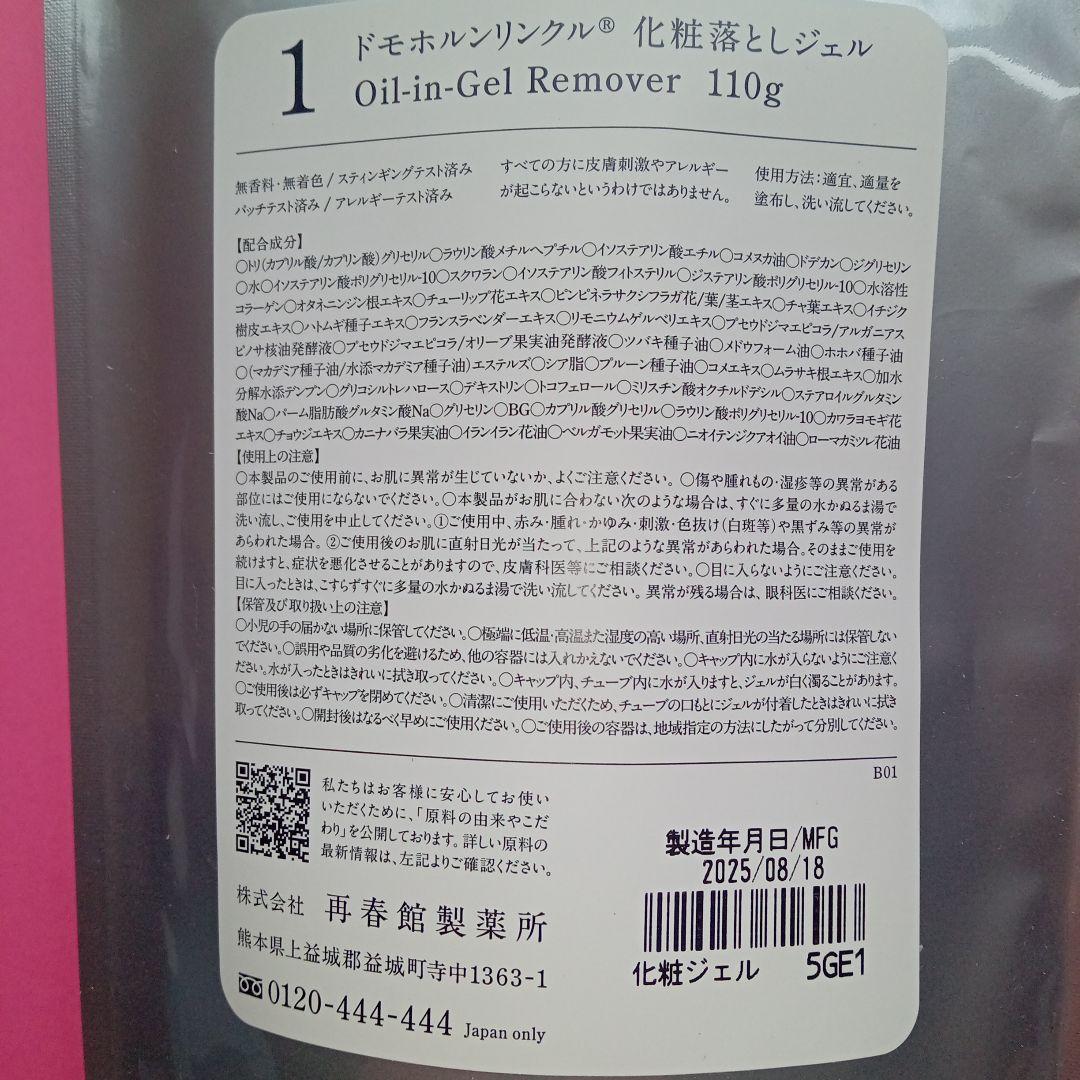 1
ドモホルンリンクル® 化粧落としジェル
Oil-in-Gel Remover 110g
無香料・無着色/スティンギングテスト済み
パッチテスト済み/アレルギーテスト済み
すべての方に皮膚刺激やアレルギー
が起こらないというわけではありません。
使用方法:適宜、適量を
塗布し、洗い流してください。
【配合成分】
○トリ(カプリル酸/カプリン酸)グリセリル○ラウリン酸メチルヘプチル○イソステアリン酸エチル○コメヌカ油○ドデカン○ジグリセリン
○水○イソステアリン酸ポリグリセリル-10○スクワラン○イソステアリン酸フィトステリル○ジステアリン酸ポリグリセリル-10○水溶性
コラーゲン○オタネニンジン根エキス○チューリップ花エキス○ピンピネラサクシフラガ花/葉/茎エキス○チャ葉エキス○イチジク
樹皮エキス○ハトムギ種子エキス○フランスラベンダーエキス○リモニウムゲルベリエキス○プセウドジマエピコラ/アルガニアス
ピノサ核油発酵液○プセウドジマエピコラ/オリーブ果実油発酵液○ツバキ種子油○メドウフォーム油○ホホバ種子油
○(マカデミア種子油/水添マカデミア種子油)エステルズ○シア脂○プルーン種子油○コメエキス○ムラサキ根エキス○加水
分解水添デンプン○グリコシルトレハロース○デキストリン○トコフェロール○ミリスチン酸オクチルドデシル○ステアロイルグルタミン
酸Na○パーム脂肪酸グルタミン酸Na○グリセリン○BG○カプリル酸グリセリル○ラウリン酸ポリグリセリル-10○カワラヨモギ花
エキス○チョウジエキス○カニナバラ果実油○イランイラン花油○ベルガモット果実油○ニオイテンジクアオイ油○ローマカミツレ花油
【使用上の注意】
○本製品のご使用前に、お肌に異常が生じていないか、よくご注意ください。○傷や腫れもの・湿疹等の異常がある
部位にはご使用にならないでください。○本製品がお肌に合わない次のような場合は、すぐに多量の水かぬるま湯で
洗い流し、ご使用を中止してください。①ご使用中、赤み・腫れ・かゆみ・刺激・色抜け(白斑等)や黒ずみ等の異常が
あらわれた場合。②ご使用後のお肌に直射日光が当たって、上記のような異常があらわれた場合。そのままご使用を
続けますと、症状を悪化させることがありますので、皮膚科医等にご相談ください。○目に入らないようにご注意ください。
目に入ったときは、こすらずすぐに多量の水かぬるま湯で洗い流してください。異常が残る場合は、眼科医にご相談ください。
【保管及び取り扱い上の注意】
○小児の手の届かない場所に保管してください。○極端に低温・高温また湿度の高い場所、直射日光の当たる場所には保管しない
でください。○誤用や品質の劣化を避けるため、他の容器には入れかえないでください。○キャップ内に水が入らないようにご注意く
ださい。水が入ったときはきれいに拭き取ってください。○キャップ内、チューブ内に水が入りますと、ジェルが白く濁ることがあります。
○ご使用後は必ずキャップを閉めてください。○清潔にご使用いただくため、チューブの口もとにジェルが付着したときはきれいに拭き
取ってください。○開封後はなるべく早めにご使用ください。○ご使用後の容器は、地域指定の方法にしたがって分別してください。
B01
私たちはお客様に安心してお使い
いただくために、「原料の由来やこだ
わり」を公開しております。詳しい原料の
最新情報は、左記よりご確認ください。
製造年月日/MFG
2025/08/18
化粧ジェル 5GE1
株式会社 再春館製薬所
熊本県上益城郡益城町寺中1363-1
0120-444-444 Japan only